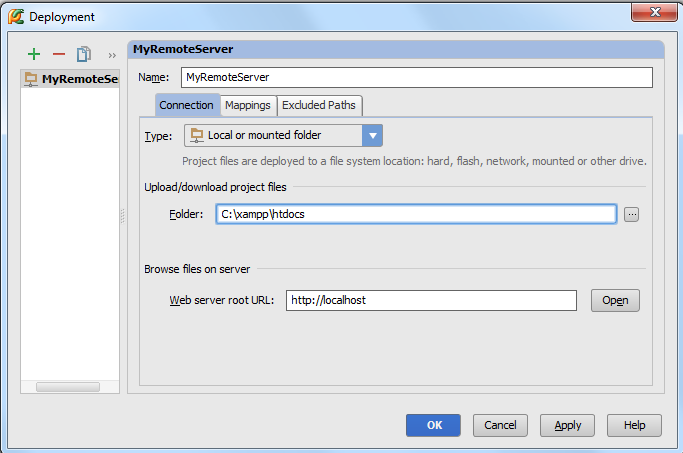 Deployment
MyRemoteSe
MyRemoteServer
Name: MyRemoteServer
Connection Mappings Excluded Paths
Type: Local or mounted folder
Project files are deployed to a file system location: hard, flash, network, mounted or other drive.
Upload/download project files
Folder: C:\xampp\htdocs ...
Browse files on server
Web server root URL: http://localhost Open
OK Cancel Apply Help